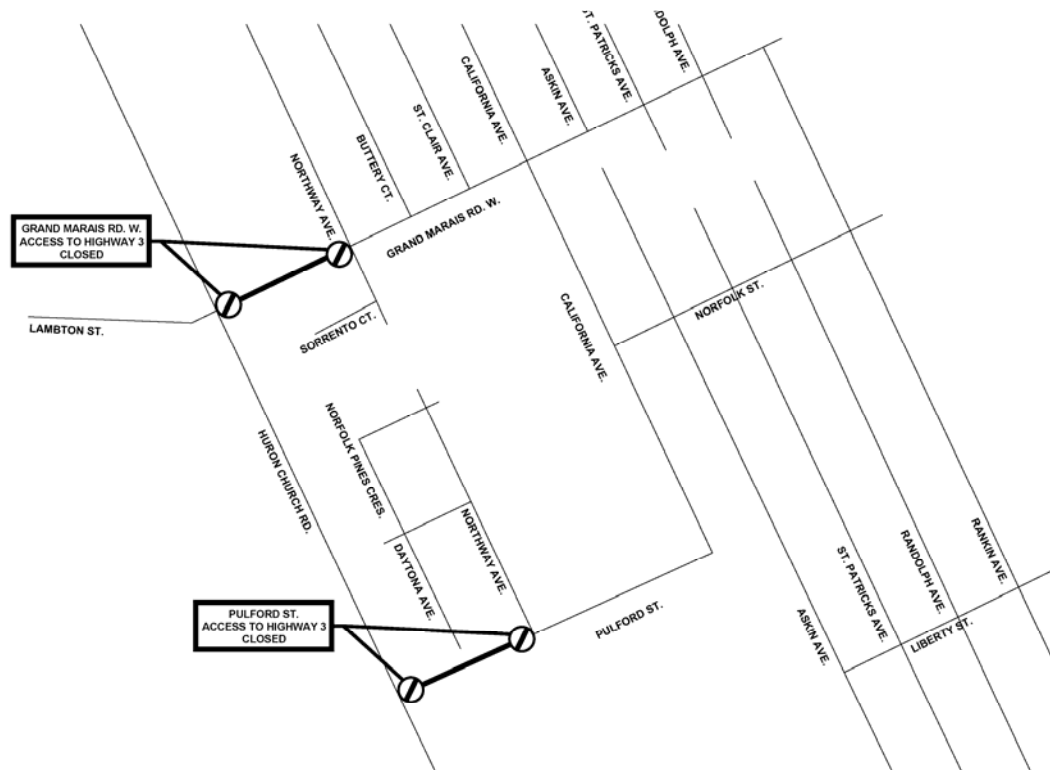 ST. PATRICKS AVE.
DOLPH AVE.
CALIFORNIA AVE.
ASKIN AVE.
ST. CLAIR AVE.
BUTTERY CT.
NORTHWAY AVE.
GRAND MARAIS RD. W.
ACCESS TO HIGHWAY 3
CLOSED
GRAND MARAIS RD. W.
LAMBTON ST.
SORRENTO CT.
CALIFORNIA AVE.
NORFOLK ST.
NORFOLK PINES CRES.
HURON CHURCH RD.
NORTHWAY AVE.
DAYTONA AVE.
RANKIN AVE.
RANDOLPH AVE.
ST. PATRICKS AVE.
PULFORD ST.
ACCESS TO HIGHWAY 3
CLOSED
PULFORD ST.
ASKIN AVE.
LIBERTY ST.